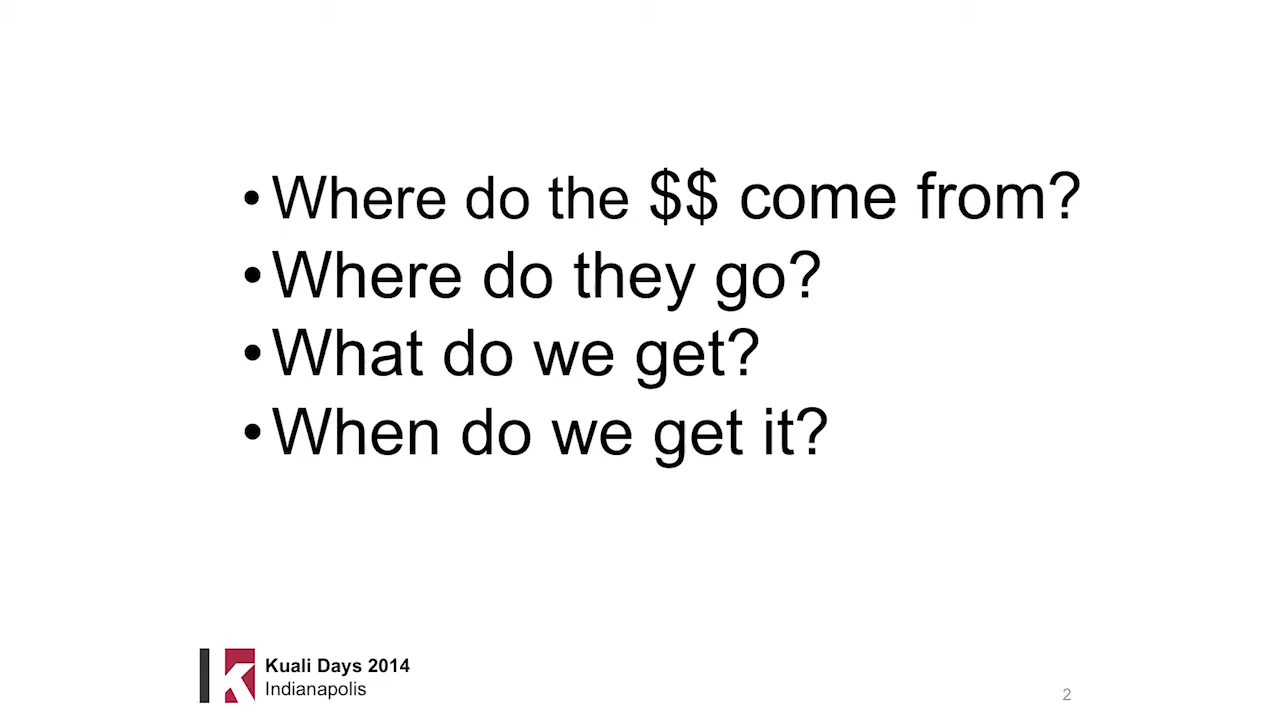 • Where do the $$ come from?
• Where do they go?
• What do we get?
• When do we get it?
Kuali Days 2014
Indianapolis
2